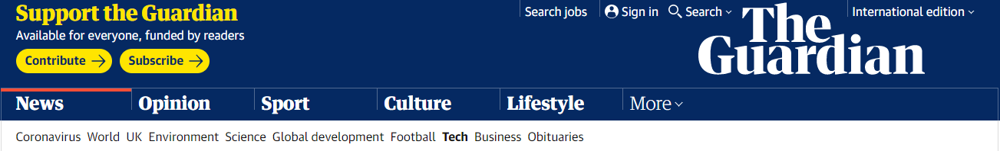 Support the Guardian
Available for everyone, funded by readers
Contribute
Subscribe
Search jobs
Sign in
Search
International edition
The
Guardian
News
Opinion
Sport
Culture
Lifestyle
More
Coronavirus World UK Environment Science Global development Football Tech Business Obituaries